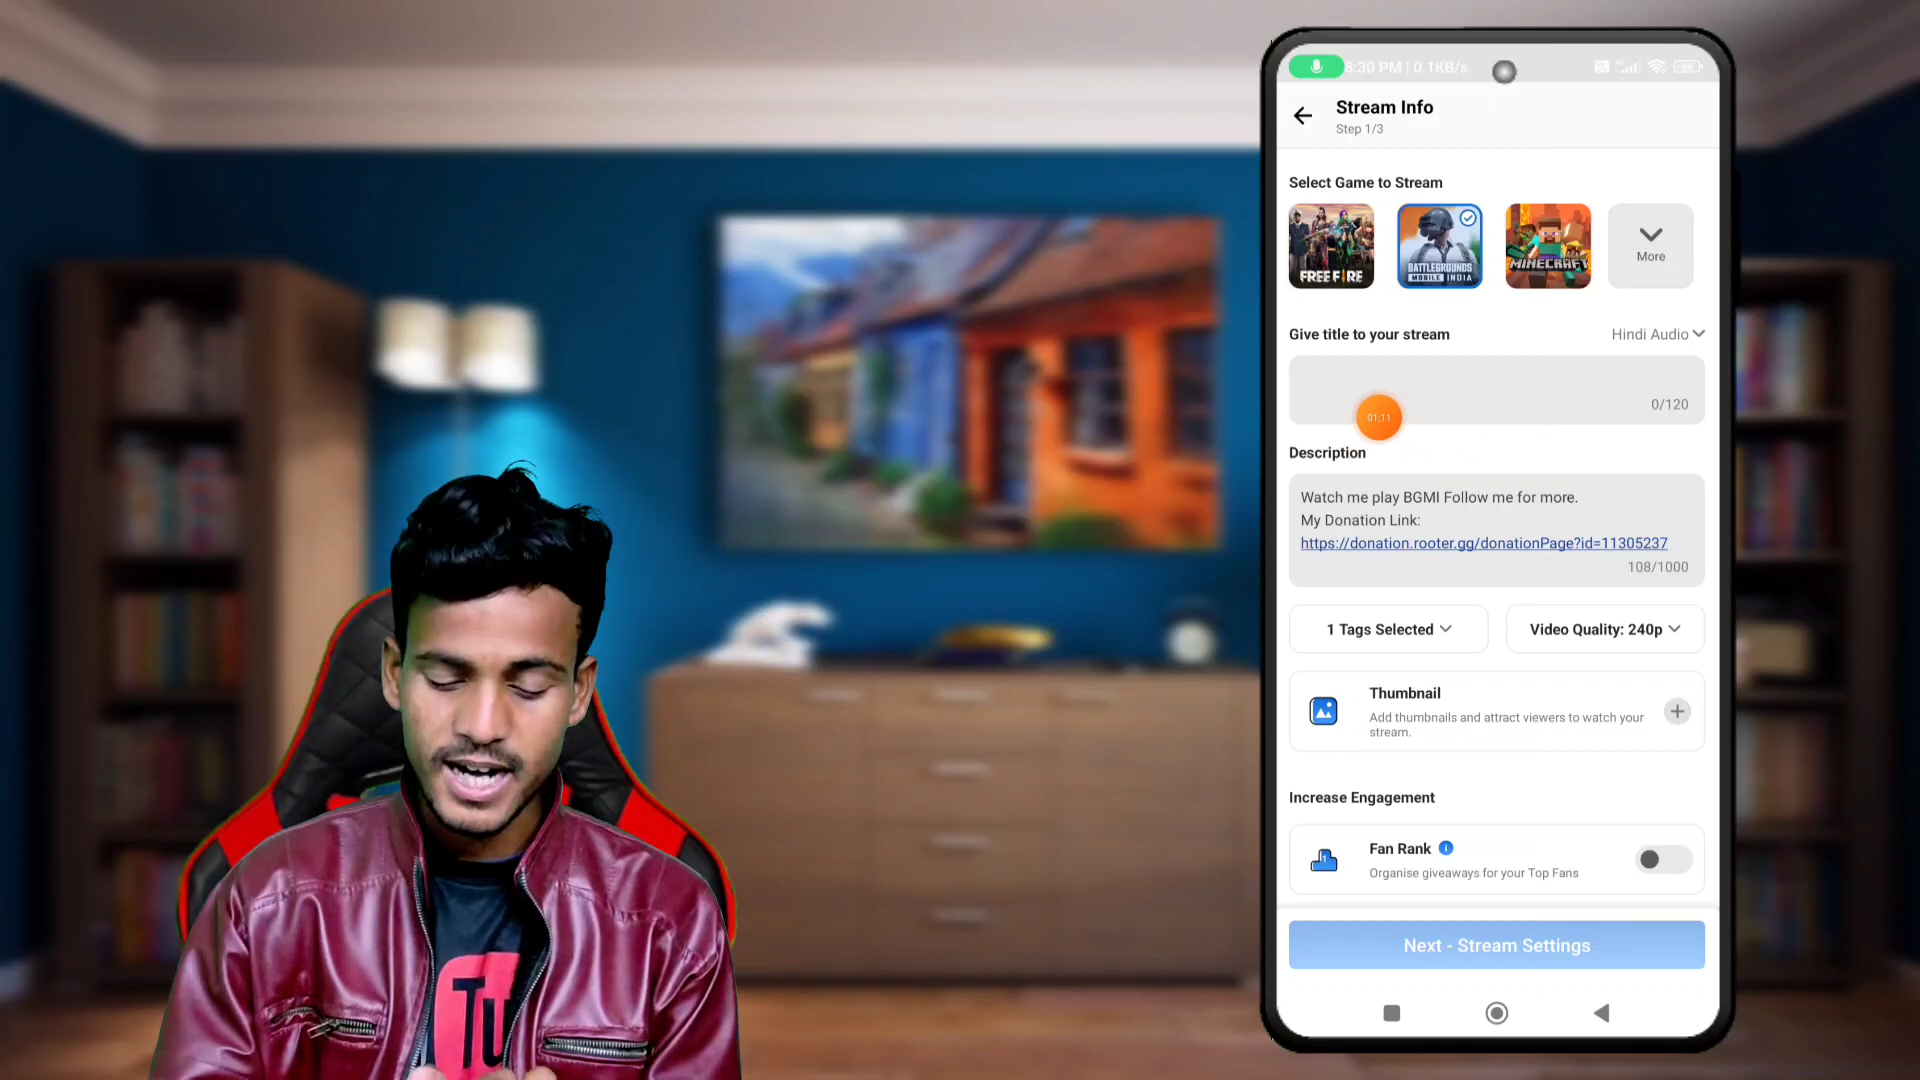 8:30 PM | 0.1KB/s
Stream Info
Step 1/3
Select Game to Stream
FREE FIRE
BATTLEGROUNDS
MOBILE INDIA
MINECRAFT
More
Give title to your stream
Hindi Audio
0/120
01:11
Description
Watch me play BGMI Follow me for more.
My Donation Link:
https://donation.rooter.gg/donationPage?id=11305237
108/1000
1 Tags Selected
Video Quality: 240p
Thumbnail
Add thumbnails and attract viewers to watch your
stream.
Increase Engagement
Fan Rank
Organise giveaways for your Top Fans
Next - Stream Settings
Tu